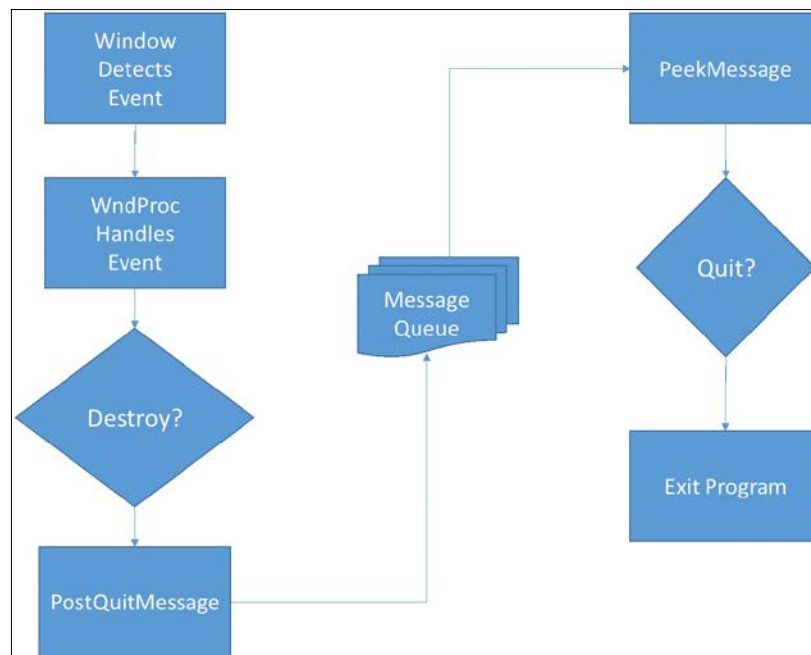 Window
Detects
Event
WndProc
Handles
Event
Destroy?
PostQuitMessage
Message
Queue
PeekMessage
Quit?
Exit Program